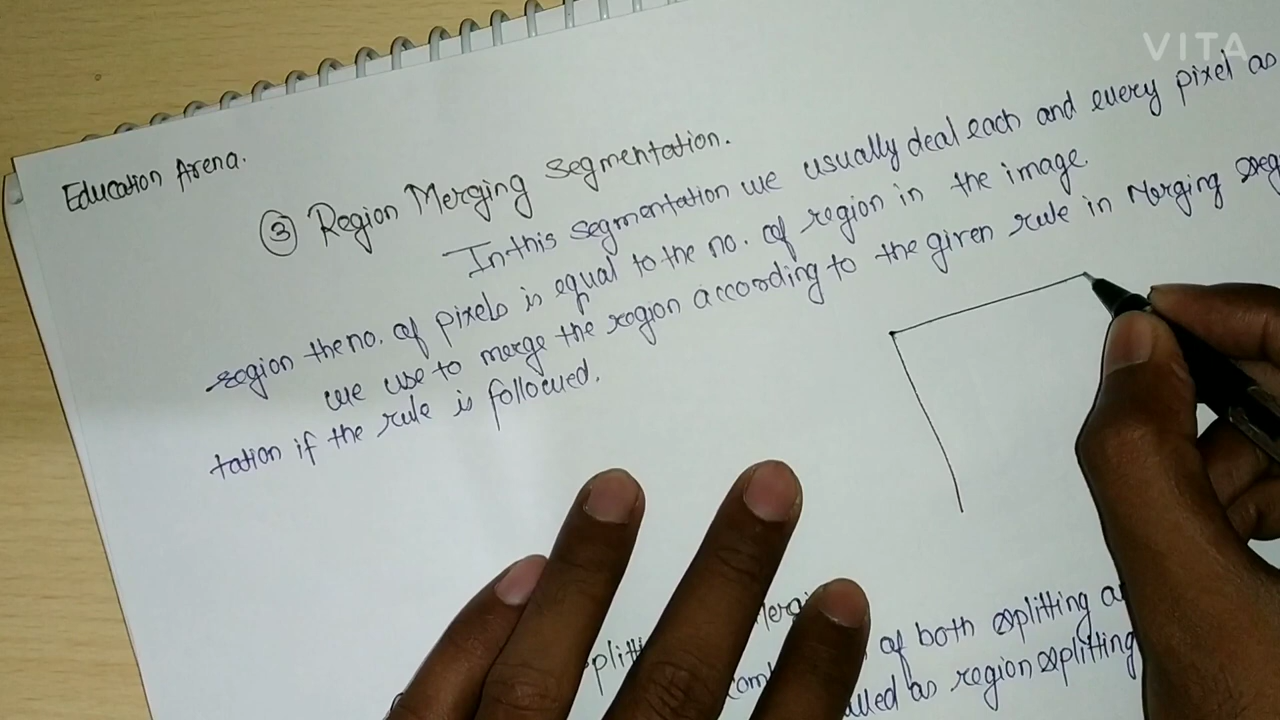 VITA
Education Arena.
③ Region Merging Segmentation.
In this segmentation we usually deal each and every pixel as
region the no. of pixels is equal to the no. of region in the image.
we use to merge the region according to the given rule in Merging seg
tation if the rule is followed.
of both splitting
as region splitting